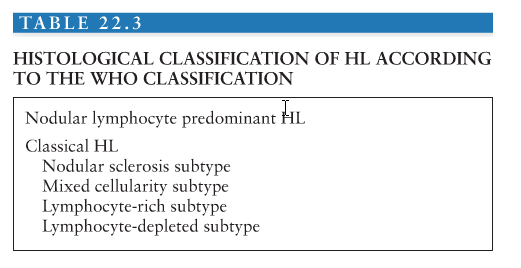 TABLE 22.3
HISTOLOGICAL CLASSIFICATION OF HL ACCORDING
TO THE WHO CLASSIFICATION
Nodular lymphocyte predominant HL
Classical HL
Nodular sclerosis subtype
Mixed cellularity subtype
Lymphocyte-rich subtype
Lymphocyte-depleted subtype